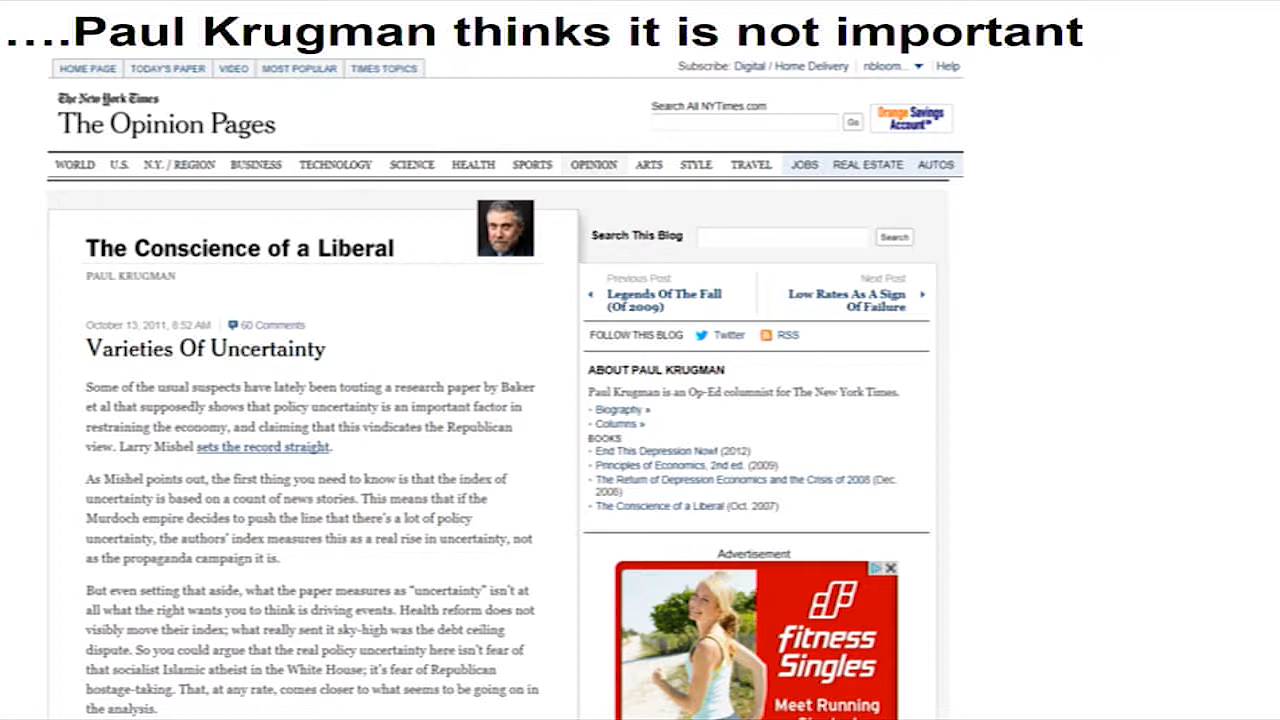 ....Paul Krugman thinks it is not important
HOME PAGE TODAY'S PAPER VIDEO MOST POPULAR TIMES TOPICS
Subscribe: Digital / Home Delivery nbloom... Help
The New York Times
The Opinion Pages
Search All NYTimes.com
Go
Orange Savings
Account℠
WORLD U.S. N.Y. / REGION BUSINESS TECHNOLOGY SCIENCE HEALTH SPORTS OPINION ARTS STYLE TRAVEL JOBS REAL ESTATE AUTOS
The Conscience of a Liberal
PAUL KRUGMAN
October 13, 2011, 8:52 AM 60 Comments
Varieties Of Uncertainty
Some of the usual suspects have lately been touting a research paper by Baker
et al that supposedly shows that policy uncertainty is an important factor in
restraining the economy, and claiming that this vindicates the Republican
view. Larry Mishel sets the record straight.
As Mishel points out, the first thing you need to know is that the index of
uncertainty is based on a count of news stories. This means that if the
Murdoch empire decides to push the line that there's a lot of policy
uncertainty, the authors' index measures this as a real rise in uncertainty, not
as the propaganda campaign it is.
But even setting that aside, what the paper measures as “uncertainty” isn't at
all what the right wants you to think is driving events. Health reform does not
visibly move their index; what really sent it sky-high was the debt ceiling
dispute. So you could argue that the real policy uncertainty here isn't fear of
that socialist Islamic atheist in the White House; it's fear of Republican
hostage-taking. That, at any rate, comes closer to what seems to be going on in
the analysis.
Search This Blog
Search
Previous Post
Legends Of The Fall
(Of 2009)
Next Post
Low Rates As A Sign
Of Failure
FOLLOW THIS BLOG Twitter RSS
ABOUT PAUL KRUGMAN
Paul Krugman is an Op-Ed columnist for The New York Times.
- Biography »
- Columns »
BOOKS
- End This Depression Now! (2012)
- Principles of Economics, 2nd ed. (2009)
- The Return of Depression Economics and the Crisis of 2008 (Dec.
2008)
- The Conscience of a Liberal (Oct. 2007)
Advertisement
fitness
Singles
Meet Running